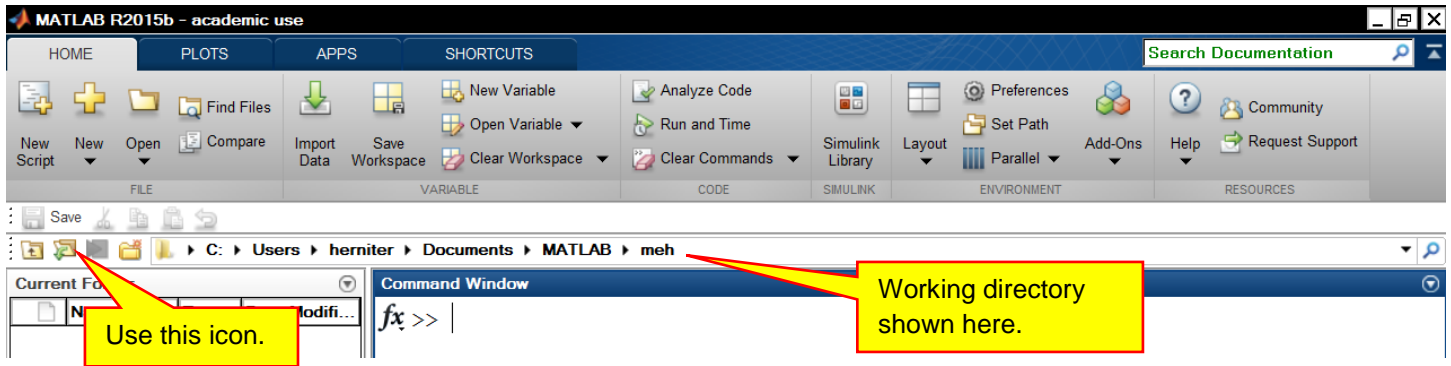 MATLAB R2015b - academic use
HOME PLOTS APPS SHORTCUTS
Search Documentation
New Script
New
Open
Find Files
Compare
FILE
Import Data
Save Workspace
New Variable
Open Variable
Clear Workspace
VARIABLE
Analyze Code
Run and Time
Clear Commands
CODE
Simulink Library
SIMULINK
Layout
Preferences
Set Path
Parallel
Add-Ons
ENVIRONMENT
Help
Community
Request Support
RESOURCES
Save
C: Users herniter Documents MATLAB meh
Current
Command Window
fx >>
Use this icon.
Working directory
shown here.